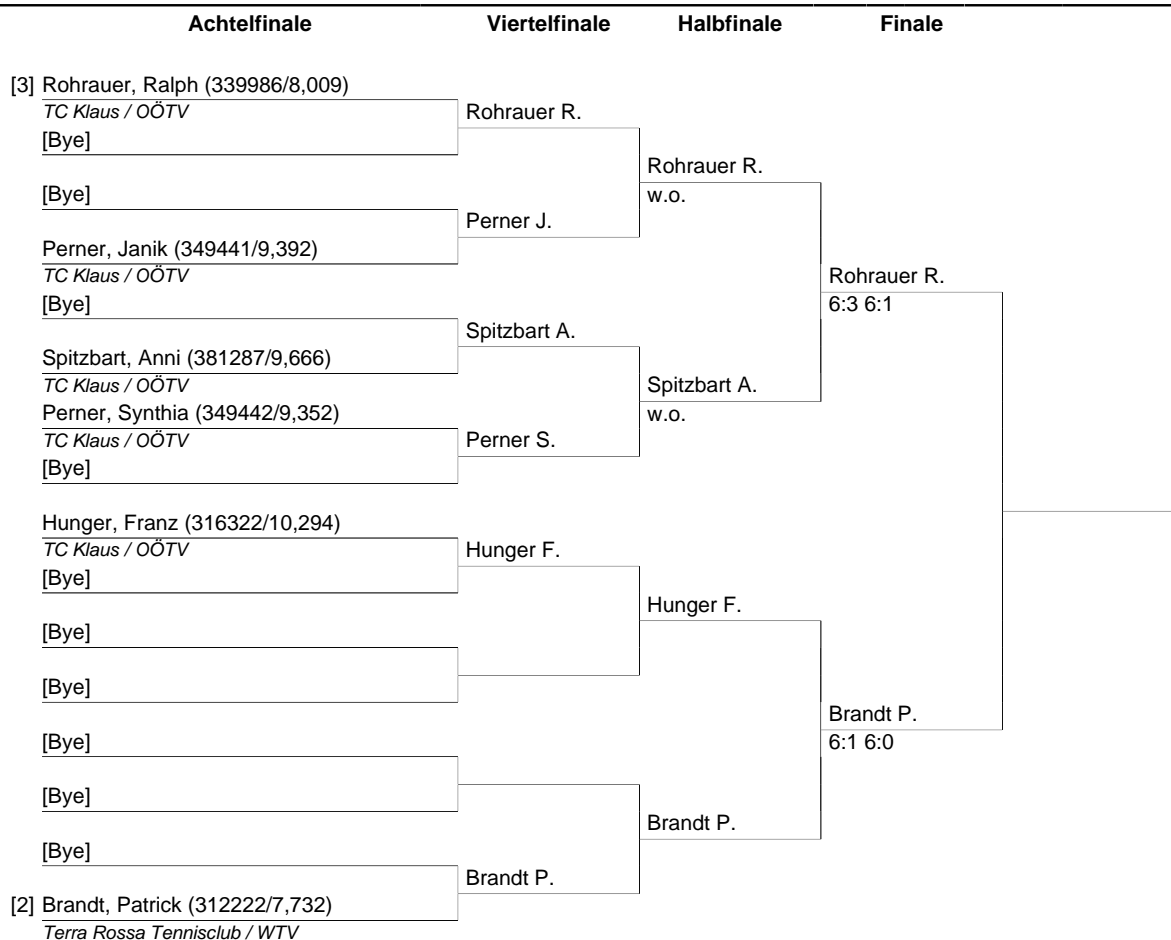 Achtelfinale Viertelfinale Halbfinale Finale
[3] Rohrauer, Ralph (339986/8,009)
TC Klaus / OÖTV
Rohrauer R.
[Bye]
Rohrauer R.
[Bye]
w.o.
Perner J.
Perner, Janik (349441/9,392)
TC Klaus / OÖTV
Rohrauer R.
[Bye]
6:3 6:1
Spitzbart A.
Spitzbart, Anni (381287/9,666)
TC Klaus / OÖTV
Spitzbart A.
Perner, Synthia (349442/9,352)
w.o.
TC Klaus / OÖTV
Perner S.
[Bye]
Hunger, Franz (316322/10,294)
TC Klaus / OÖTV
Hunger F.
[Bye]
Hunger F.
[Bye]
[Bye]
Brandt P.
[Bye]
6:1 6:0
[Bye]
Brandt P.
[Bye]
Brandt P.
[2] Brandt, Patrick (312222/7,732)
Terra Rossa Tennisclub / WTV